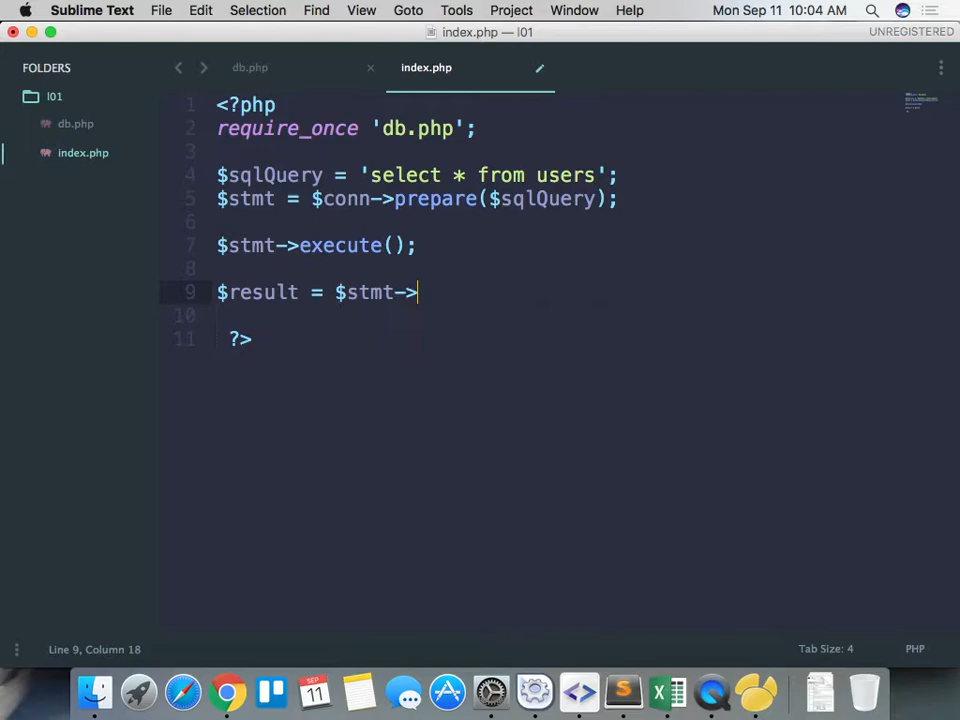 Sublime Text File Edit Selection Find View Goto Tools Project Window Help Mon Sep 11 10:04 AM
index.php — l01 UNREGISTERED
FOLDERS
l01
db.php
index.php
db.php × index.php
1 <?php
2 require_once 'db.php';
3
4 $sqlQuery = 'select * from users';
5 $stmt = $conn->prepare($sqlQuery);
6
7 $stmt->execute();
8
9 $result = $stmt->
10
11 ?>
Line 9, Column 18 Tab Size: 4 PHP
SEP
11